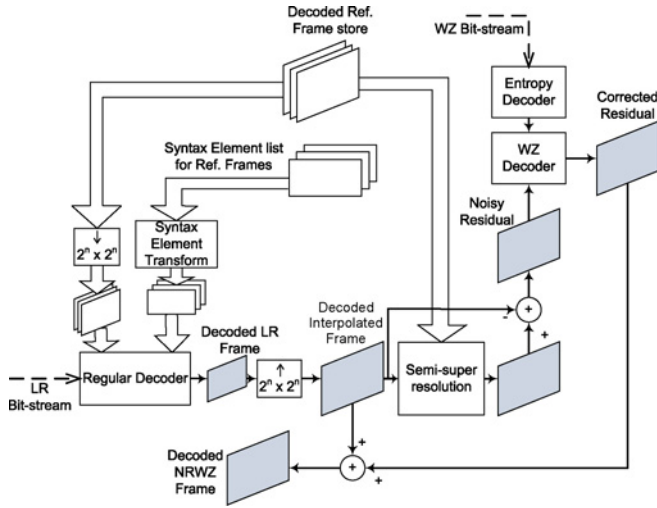 Decoded Ref.
Frame store
WZ Bit-stream
Entropy
Decoder
Corrected
Residual
WZ
Decoder
Syntax Element list
for Ref. Frames
Noisy
Residual
↓
2ⁿ x 2ⁿ
Syntax
Element
Transform
Decoded
Interpolated
Frame
-
+
+
Decoded LR
Frame
Regular Decoder
↑
2ⁿ x 2ⁿ
Semi-super
resolution
LR
Bit-stream
+
Decoded
NRWZ
Frame
+
+